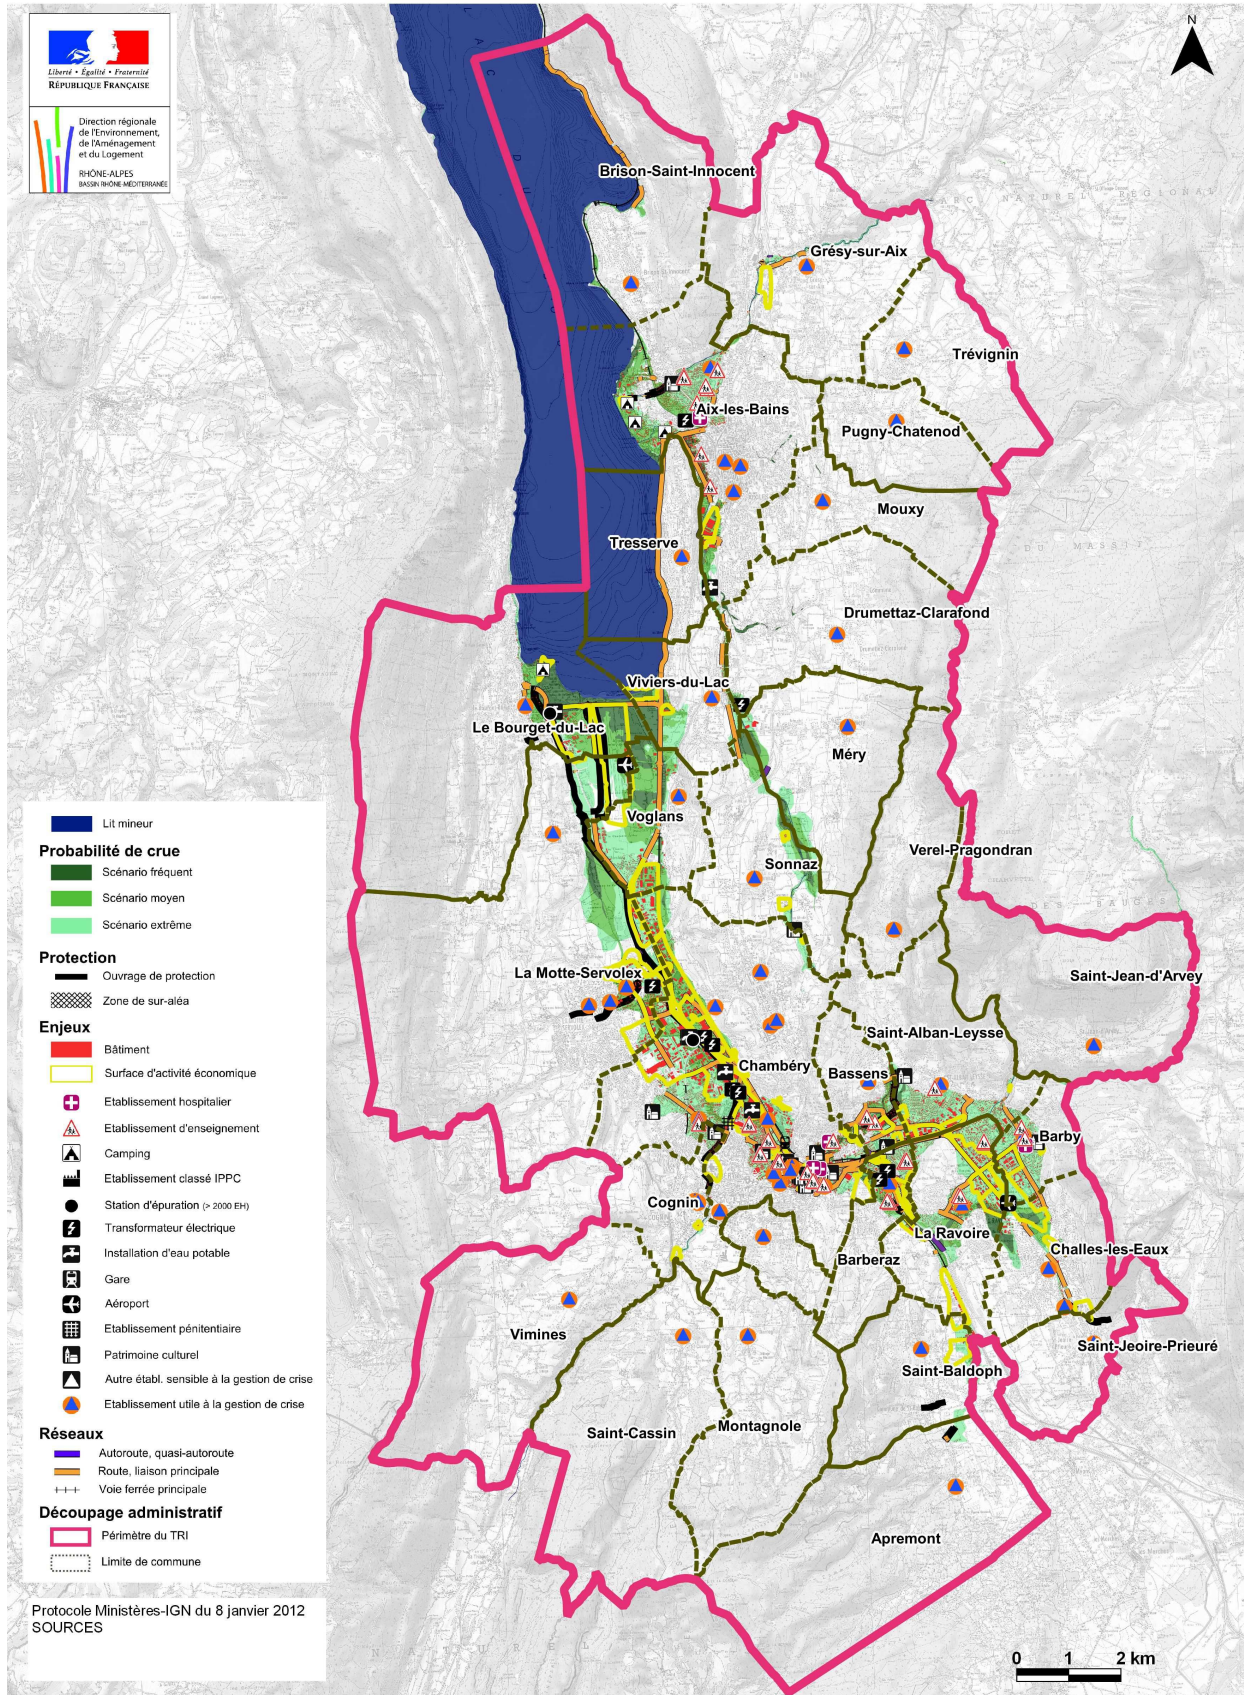 Liberté • Égalité • Fraternité
RÉPUBLIQUE FRANÇAISE
Direction régionale
de l'Environnement,
de l'Aménagement
et du Logement
RHÔNE-ALPES
BASSIN RHÔNE-MÉDITERRANÉE
N
Brison-Saint-Innocent
Grésy-sur-Aix
Trévignin
Aix-les-Bains
Pugny-Chatenod
Mouxy
Tresserve
Drumettaz-Clarafond
Viviers-du-Lac
Le Bourget-du-Lac
Méry
Voglans
Verel-Pragondran
Sonnaz
La Motte-Servolex
Saint-Jean-d'Arvey
Saint-Alban-Leysse
Chambéry
Bassens
Barby
Cognin
La Ravoire
Challes-les-Eaux
Barberaz
Vimines
Saint-Jeoire-Prieuré
Saint-Baldoph
Saint-Cassin
Montagnole
Apremont
Lit mineur
Probabilité de crue
Scénario fréquent
Scénario moyen
Scénario extrême
Protection
Ouvrage de protection
Zone de sur-aléa
Enjeux
Bâtiment
Surface d'activité économique
Etablissement hospitalier
Etablissement d'enseignement
Camping
Etablissement classé IPPC
Station d'épuration (> 2000 EH)
Transformateur électrique
Installation d'eau potable
Gare
Aéroport
Etablissement pénitentiaire
Patrimoine culturel
Autre établ. sensible à la gestion de crise
Etablissement utile à la gestion de crise
Réseaux
Autoroute, quasi-autoroute
Route, liaison principale
Voie ferrée principale
Découpage administratif
Périmètre du TRI
Limite de commune
Protocole Ministères-IGN du 8 janvier 2012
SOURCES
0 1 2 km